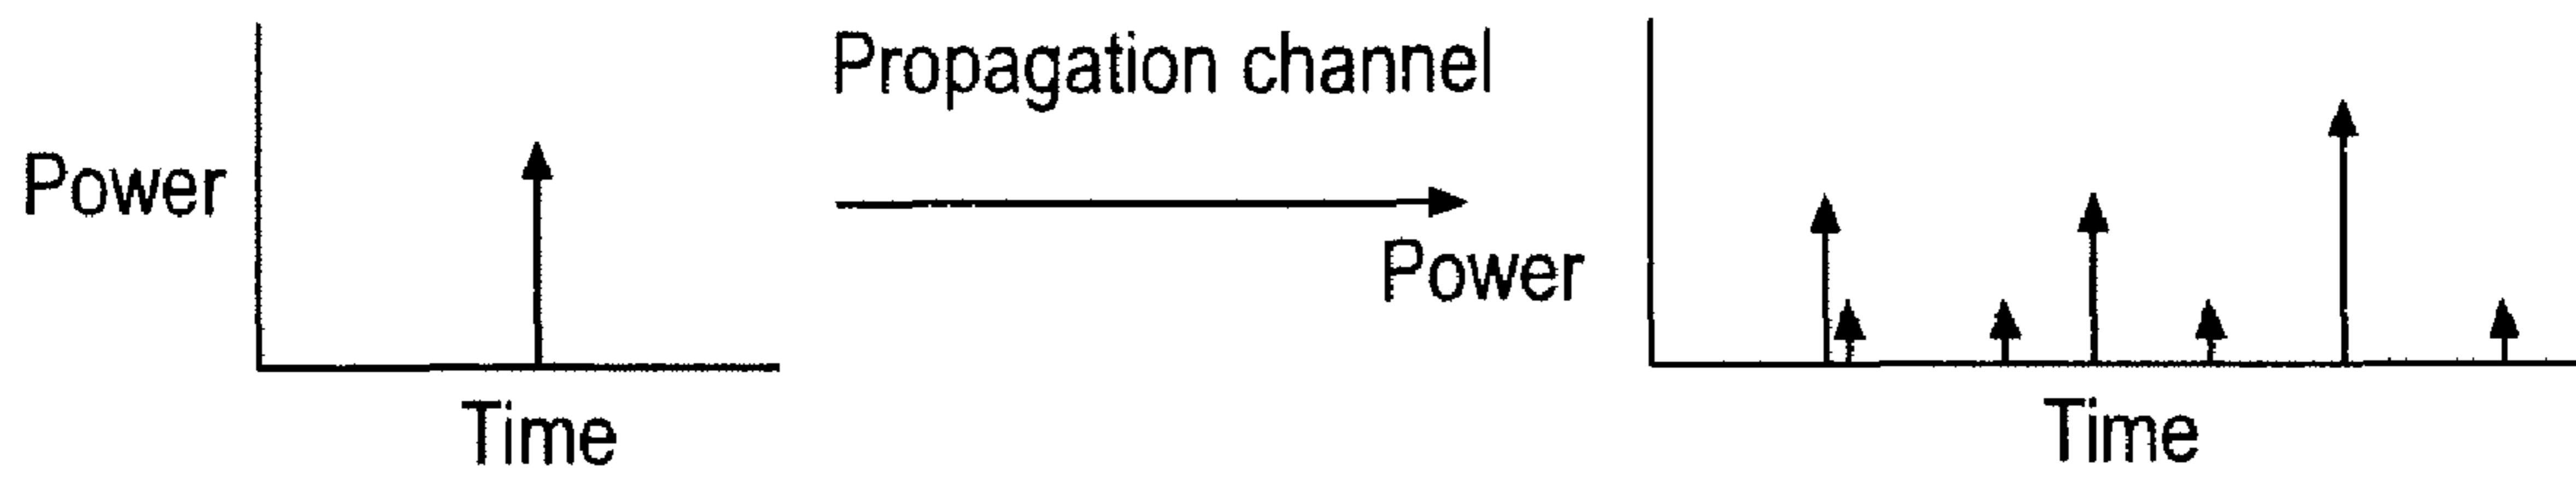 Propagation channel
Power
Power
Time
Time